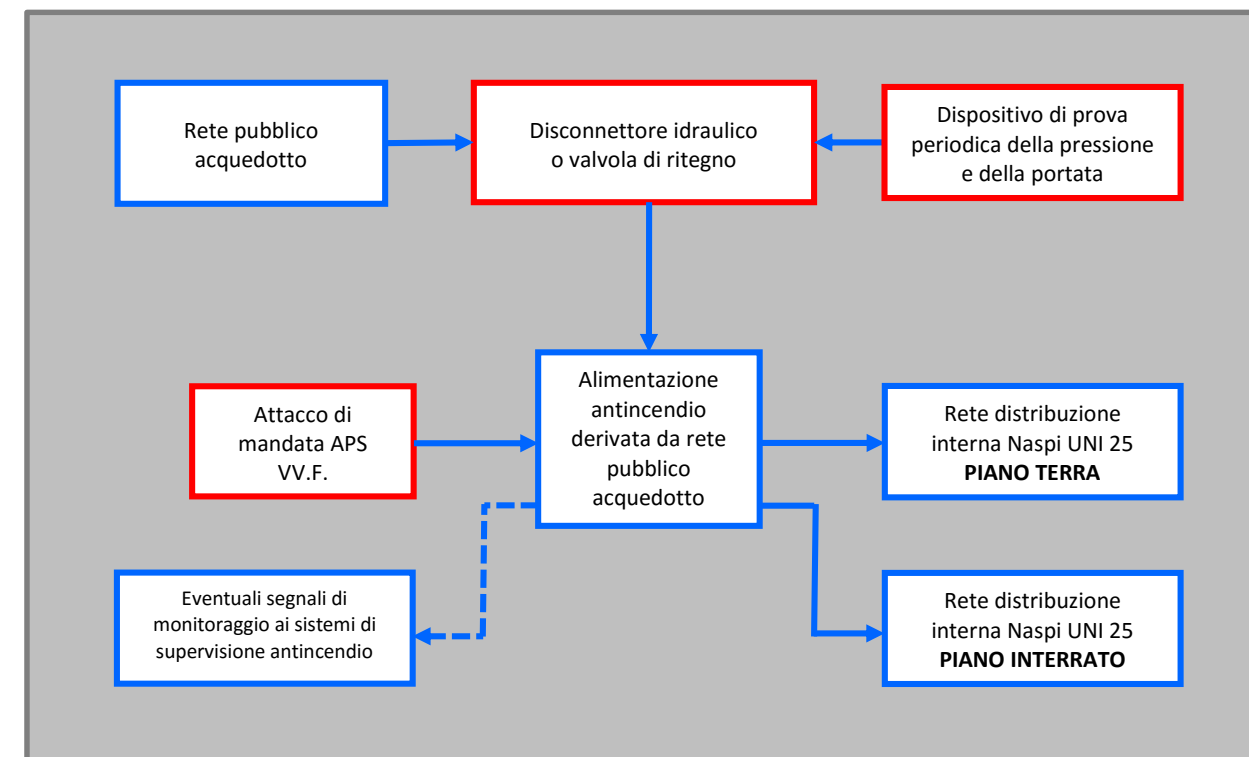 Rete pubblico
acquedotto
Disconnettore idraulico
o valvola di ritegno
Dispositivo di prova
periodica della pressione
e della portata
Attacco di
mandata APS
VV.F.
Alimentazione
antincendio
derivata da rete
pubblico
acquedotto
Rete distribuzione
interna Naspi UNI 25
PIANO TERRA
Eventuali segnali di
monitoraggio ai sistemi di
supervisione antincendio
Rete distribuzione
interna Naspi UNI 25
PIANO INTERRATO